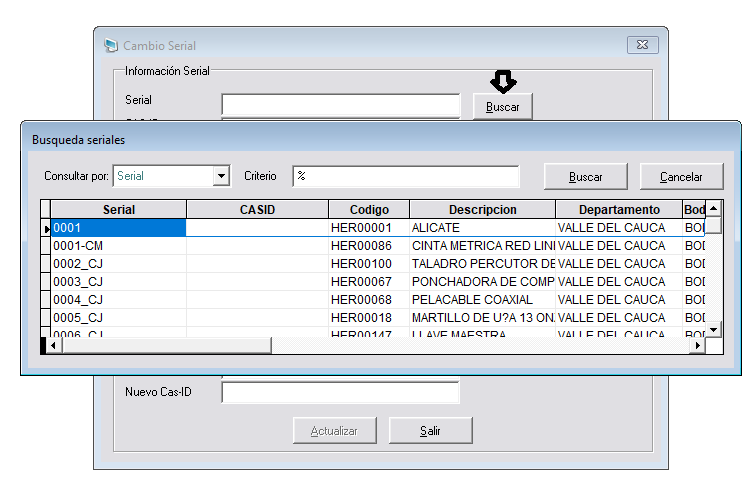 Cambio Serial
Información Serial
Serial
Buscar
Busqueda seriales
Consultar por: Serial Criterio % Buscar Cancelar
Serial CASID Codigo Descripcion Departamento Bod
0001 HER00001 ALICATE VALLE DEL CAUCA BOD
0001-CM HER00086 CINTA METRICA RED LINI VALLE DEL CAUCA BOD
0002_CJ HER00100 TALADRO PERCUTOR DE VALLE DEL CAUCA BOD
0003_CJ HER00067 PONCHADORA DE COMP VALLE DEL CAUCA BOD
0004_CJ HER00068 PELACABLE COAXIAL VALLE DEL CAUCA BOD
0005_CJ HER00018 MARTILLO DE U?A 13 ON VALLE DEL CAUCA BOD
0006_CJ HER00147 LLAVE MAESTRA VALLE DEL CAUCA BOD
Nuevo Cas-ID
Actualizar Salir